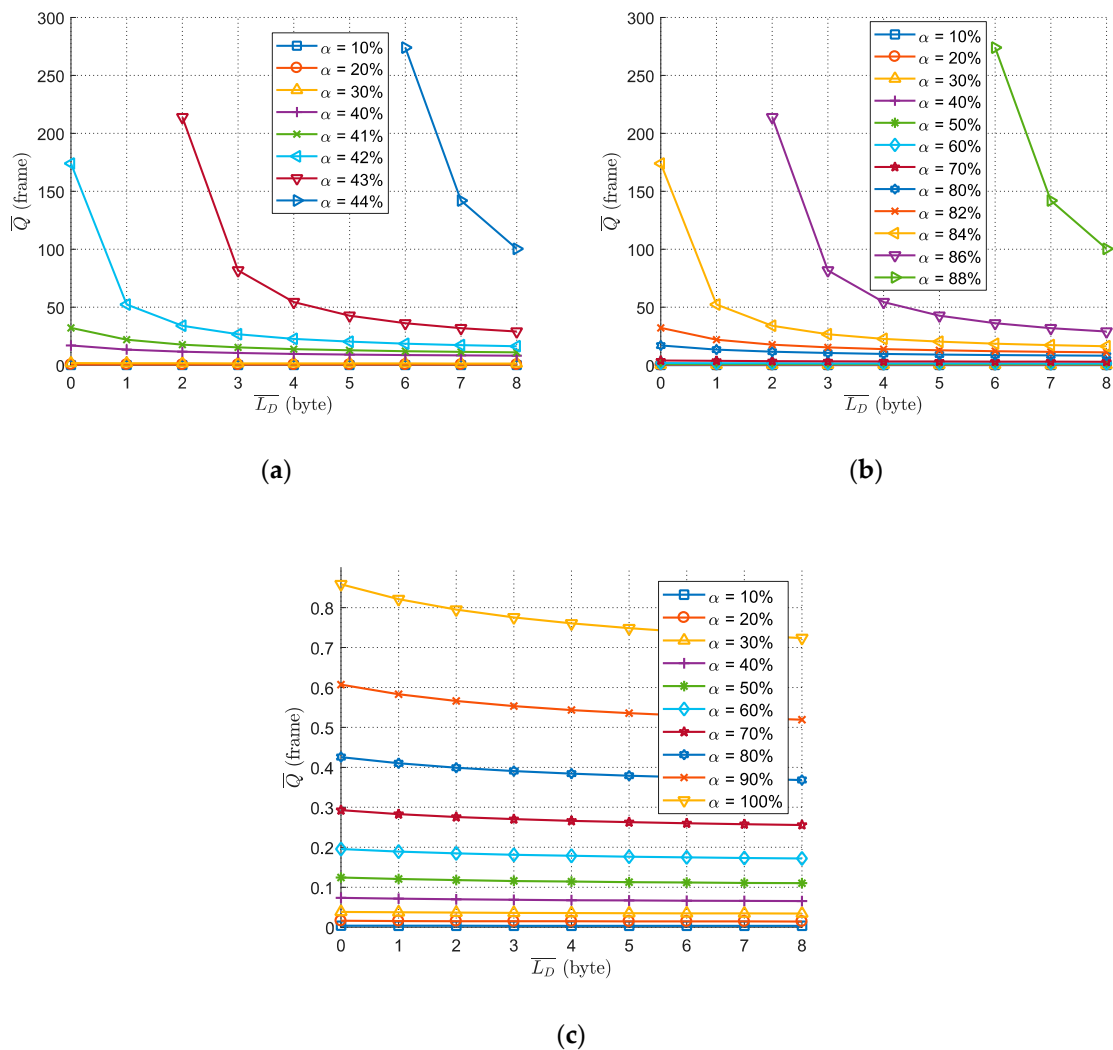 300
250
200
150
100
50
0
Q̅ (frame)
0 1 2 3 4 5 6 7 8
L_D (byte)
α = 10%
α = 20%
α = 30%
α = 40%
α = 41%
α = 42%
α = 43%
α = 44%
(a)
300
250
200
150
100
50
0
Q̅ (frame)
0 1 2 3 4 5 6 7 8
L_D (byte)
α = 10%
α = 20%
α = 30%
α = 40%
α = 50%
α = 60%
α = 70%
α = 80%
α = 82%
α = 84%
α = 86%
α = 88%
(b)
0.8
0.7
0.6
0.5
0.4
0.3
0.2
0.1
0
Q̅ (frame)
0 1 2 3 4 5 6 7 8
L_D (byte)
α = 10%
α = 20%
α = 30%
α = 40%
α = 50%
α = 60%
α = 70%
α = 80%
α = 90%
α = 100%
(c)